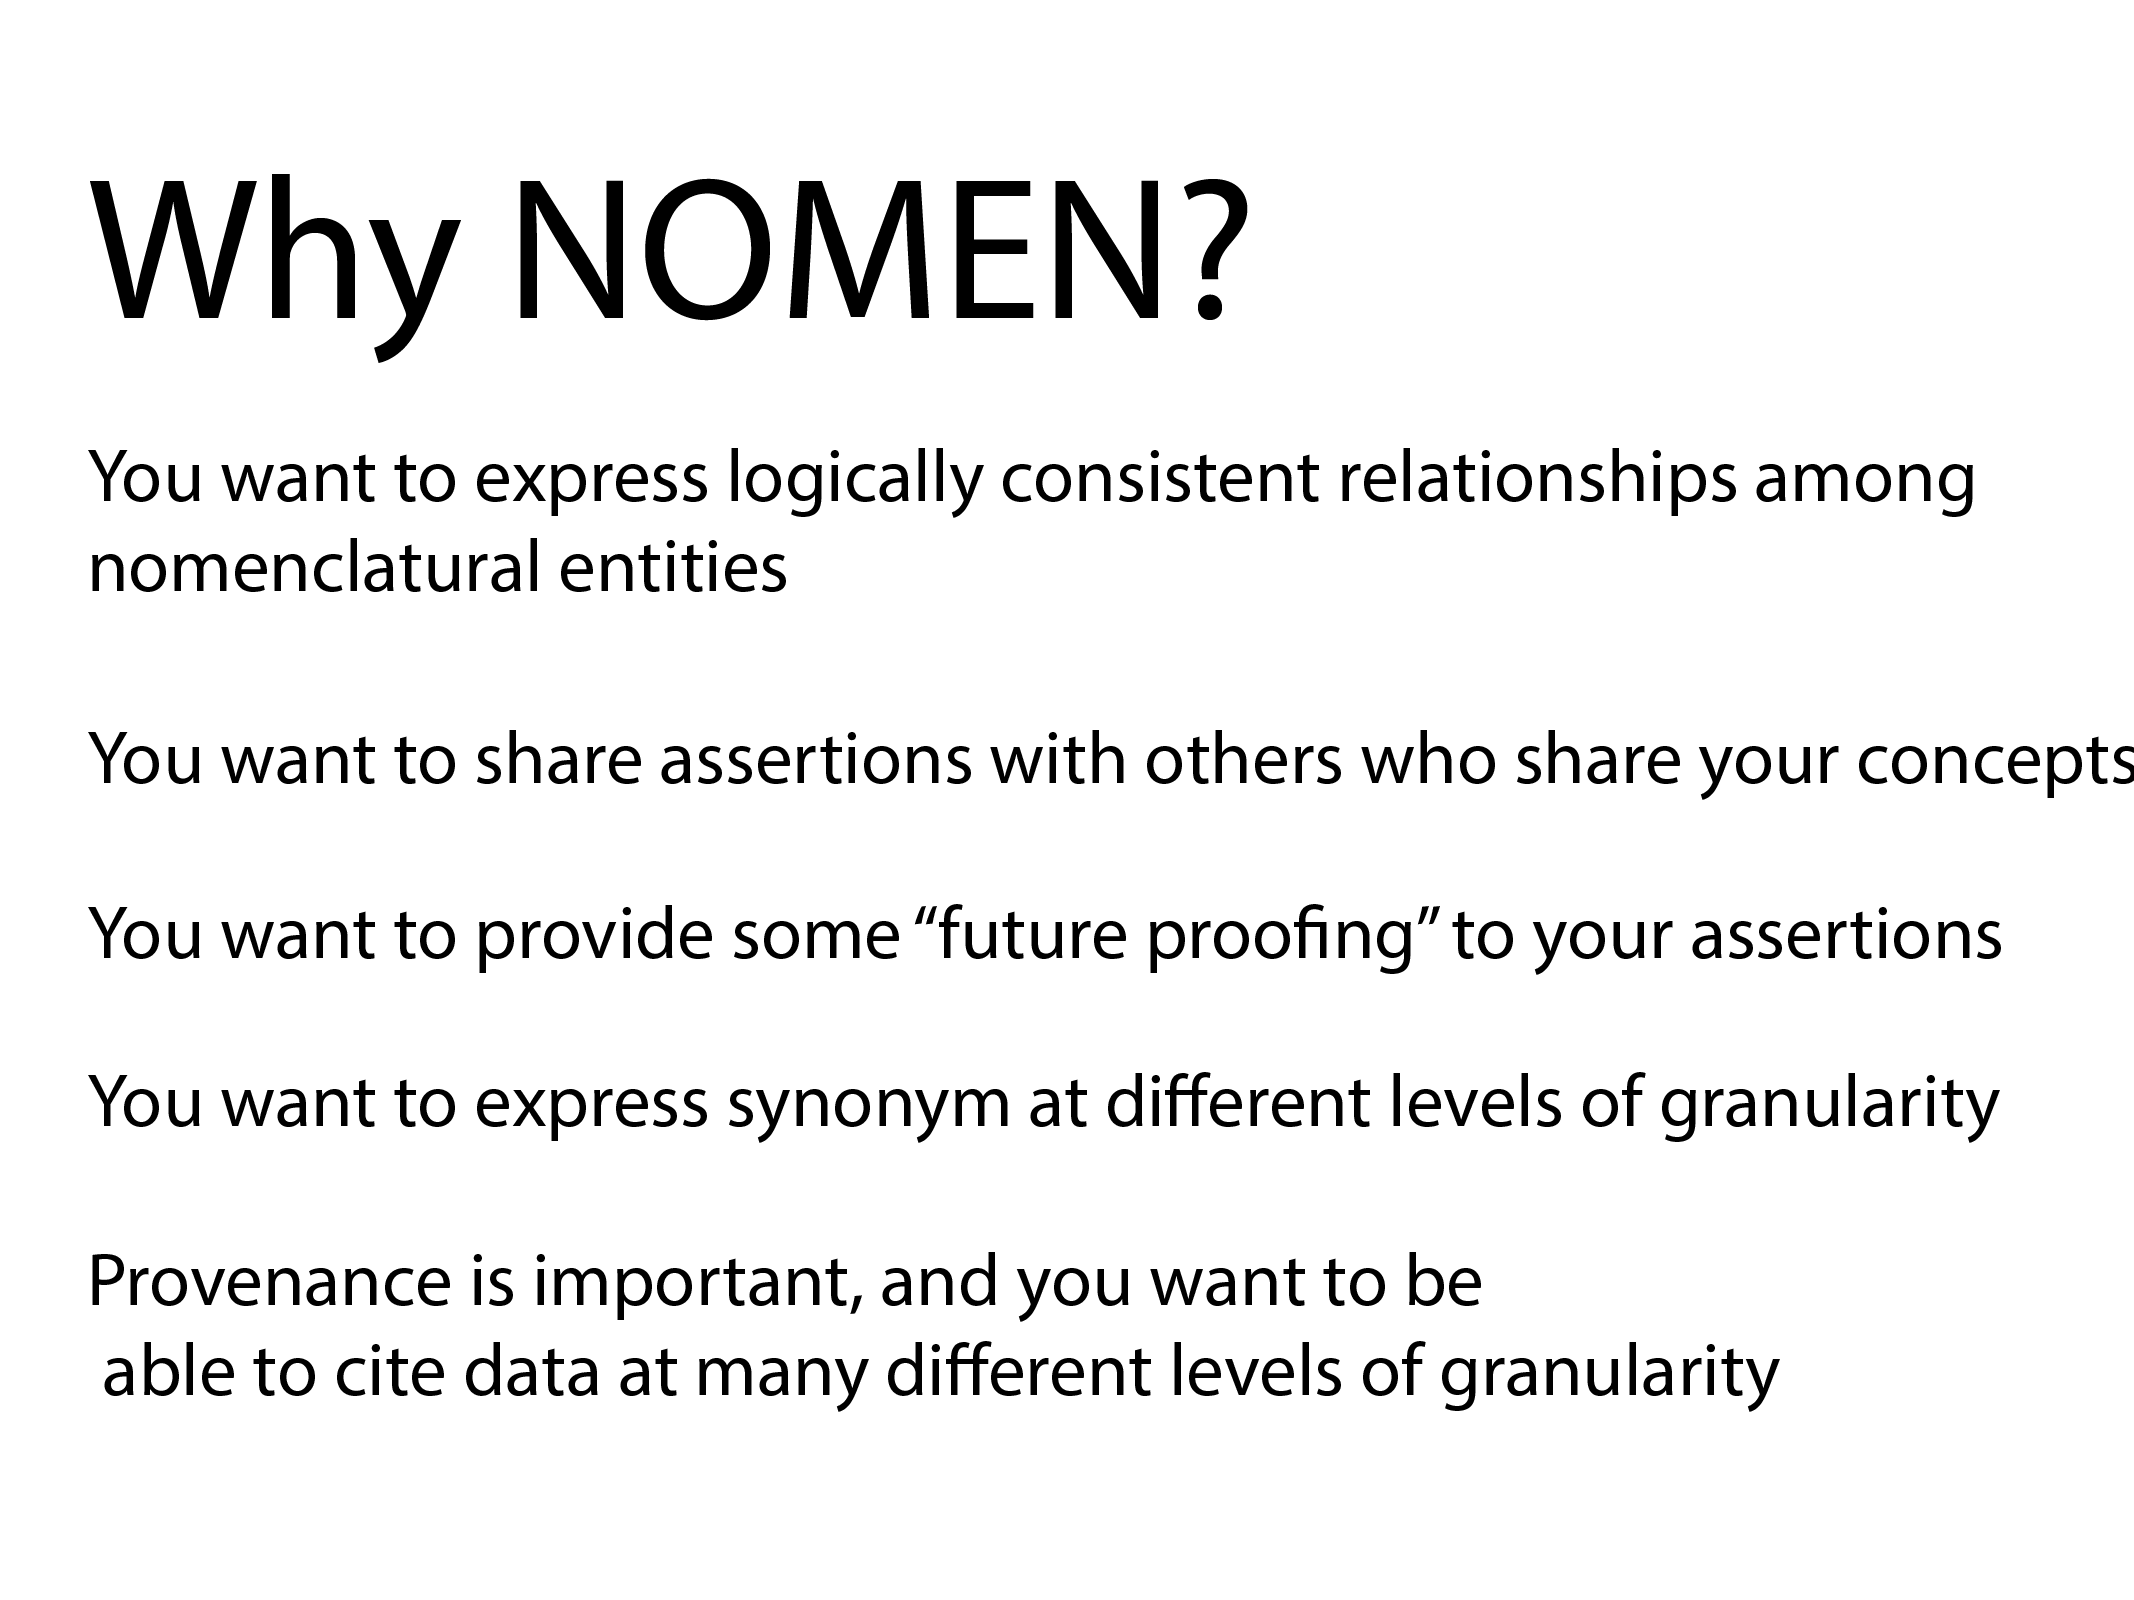 Why NOMEN?
You want to express logically consistent relationships among
nomenclatural entities
You want to share assertions with others who share your concepts
You want to provide some “future proofing” to your assertions
You want to express synonym at different levels of granularity
Provenance is important, and you want to be
able to cite data at many different levels of granularity